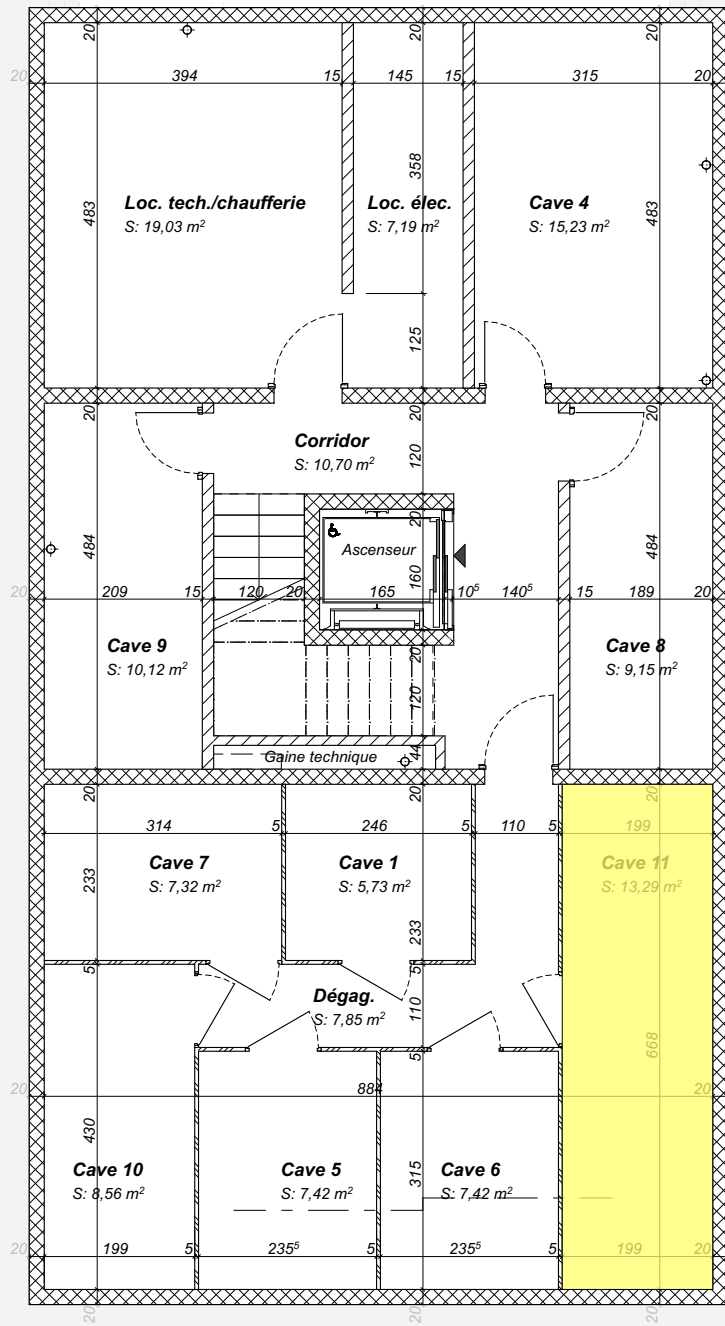 20
20
20
20
394
15
145
15
315
20
483
358
483
Loc. tech./chaufferie
Loc. élec.
Cave 4
S: 19,03 m²
S: 7,19 m²
S: 15,23 m²
125
20
20
20
Corridor
S: 10,70 m²
120
20
Ascenseur
484
160
484
20
209
15
120
20
165
10⁵
140⁵
15
189
20
Cave 9
S: 10,12 m²
Cave 8
S: 9,15 m²
20
120
44
Gaine technique
20
20
20
314
5
246
5
110
5
199
Cave 7
S: 7,32 m²
Cave 1
S: 5,73 m²
Cave 11
S: 13,29 m²
233
233
5
5
Dégag.
S: 7,85 m²
110
668
5
20
884
20
430
315
Cave 10
S: 8,56 m²
Cave 5
S: 7,42 m²
Cave 6
S: 7,42 m²
20
199
5
235⁵
5
235⁵
5
199
20
20
20
20